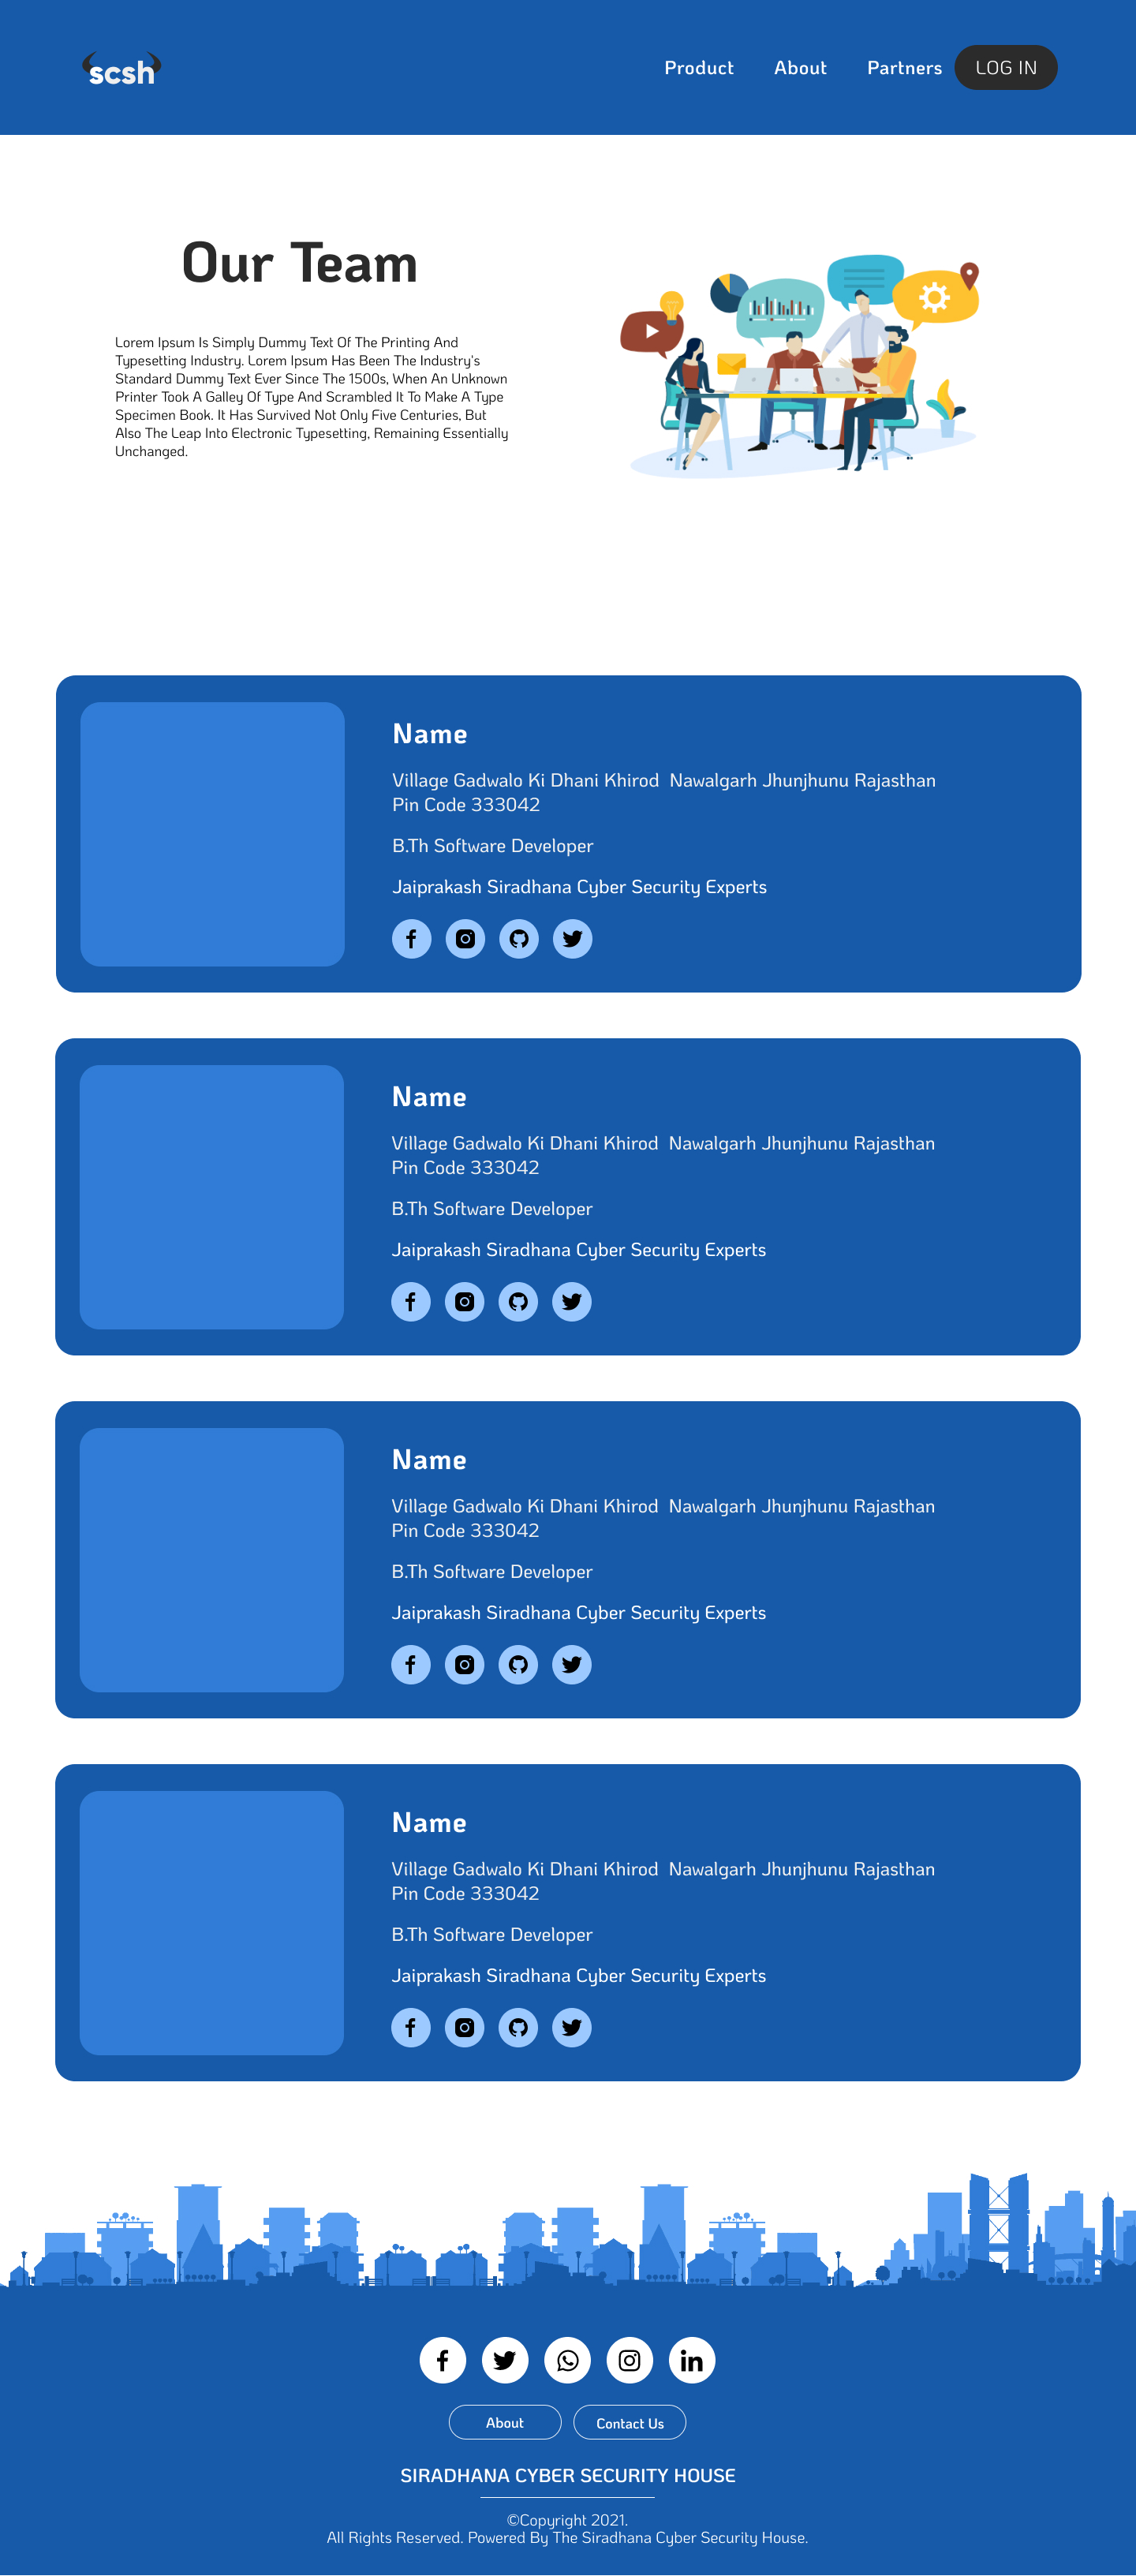 scsh
Product About Partners LOG IN
Our Team
Lorem Ipsum Is Simply Dummy Text Of The Printing And
Typesetting Industry. Lorem Ipsum Has Been The Industry's
Standard Dummy Text Ever Since The 1500s, When An Unknown
Printer Took A Galley Of Type And Scrambled It To Make A Type
Specimen Book. It Has Survived Not Only Five Centuries, But
Also The Leap Into Electronic Typesetting, Remaining Essentially
Unchanged.
Name
Village Gadwalo Ki Dhani Khirod  Nawalgarh Jhunjhunu Rajasthan
Pin Code 333042
B.Th Software Developer
Jaiprakash Siradhana Cyber Security Experts
Name
Village Gadwalo Ki Dhani Khirod  Nawalgarh Jhunjhunu Rajasthan
Pin Code 333042
B.Th Software Developer
Jaiprakash Siradhana Cyber Security Experts
Name
Village Gadwalo Ki Dhani Khirod  Nawalgarh Jhunjhunu Rajasthan
Pin Code 333042
B.Th Software Developer
Jaiprakash Siradhana Cyber Security Experts
Name
Village Gadwalo Ki Dhani Khirod  Nawalgarh Jhunjhunu Rajasthan
Pin Code 333042
B.Th Software Developer
Jaiprakash Siradhana Cyber Security Experts
About Contact Us
SIRADHANA CYBER SECURITY HOUSE
©Copyright 2021.
All Rights Reserved. Powered By The Siradhana Cyber Security House.